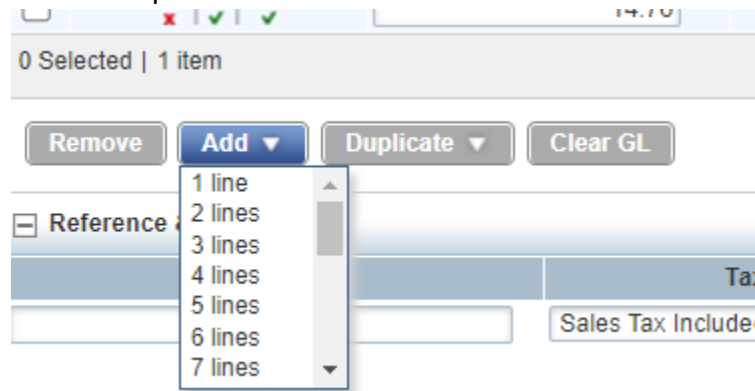 14.70
0 Selected | 1 item
Remove Add Duplicate Clear GL
1 line
2 lines
Reference
3 lines
4 lines
5 lines
Sales Tax Include
6 lines
7 lines